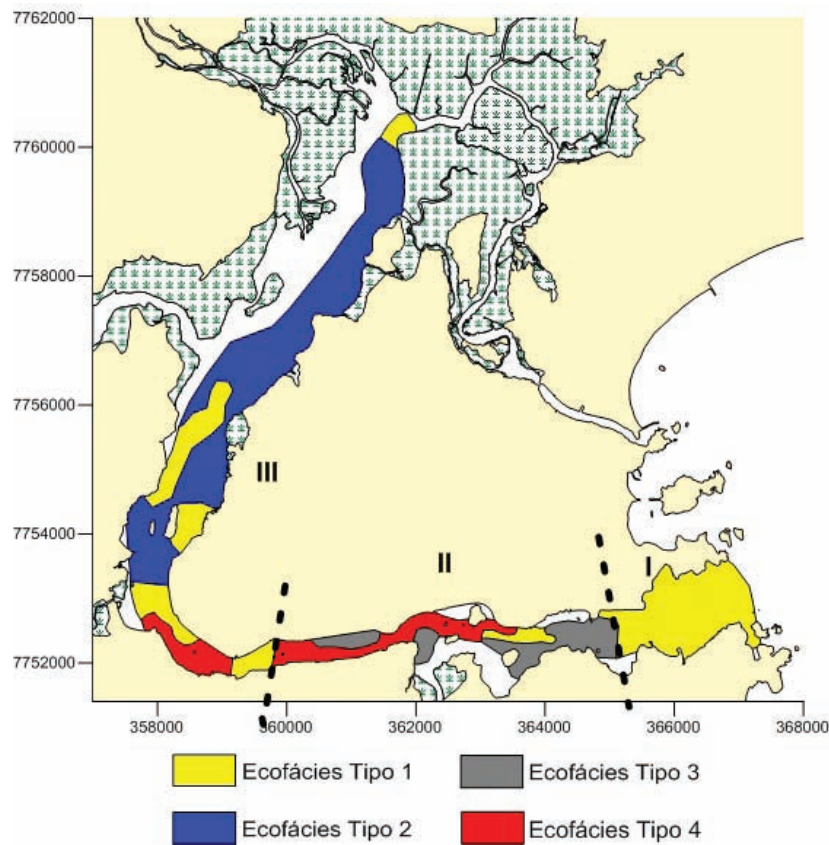 7762000
7760000
7758000
7756000
7754000
7752000
III
II
I
358000 360000 362000 364000 366000 368000
Ecofácies Tipo 1 Ecofácies Tipo 3
Ecofácies Tipo 2 Ecofácies Tipo 4